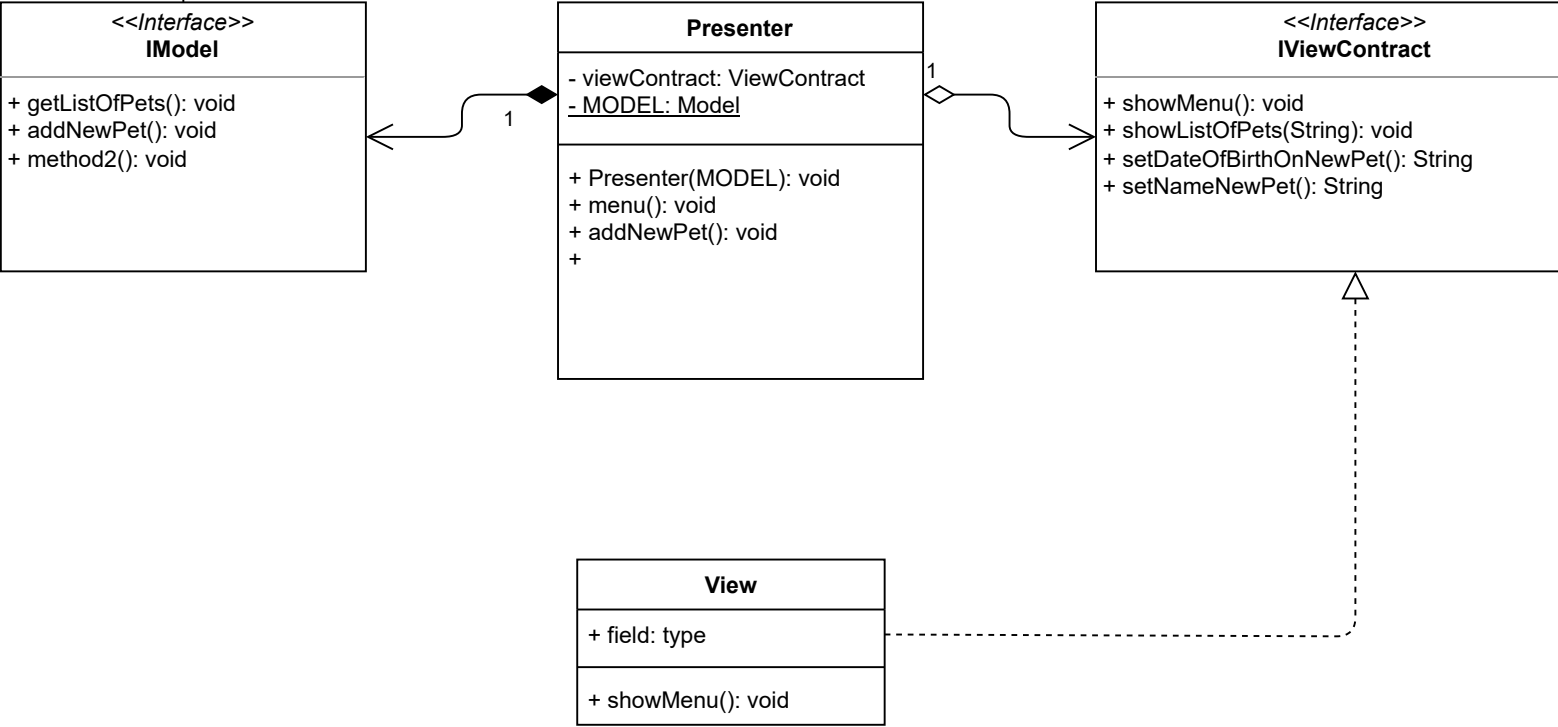 <<Interface>>
IModel
+ getListOfPets(): void
+ addNewPet(): void
+ method2(): void
1
Presenter
- viewContract: ViewContract
- MODEL: Model
+ Presenter(MODEL): void
+ menu(): void
+ addNewPet(): void
+
1
<<Interface>>
IViewContract
+ showMenu(): void
+ showListOfPets(String): void
+ setDateOfBirthOnNewPet(): String
+ setNameNewPet(): String
View
+ field: type
+ showMenu(): void